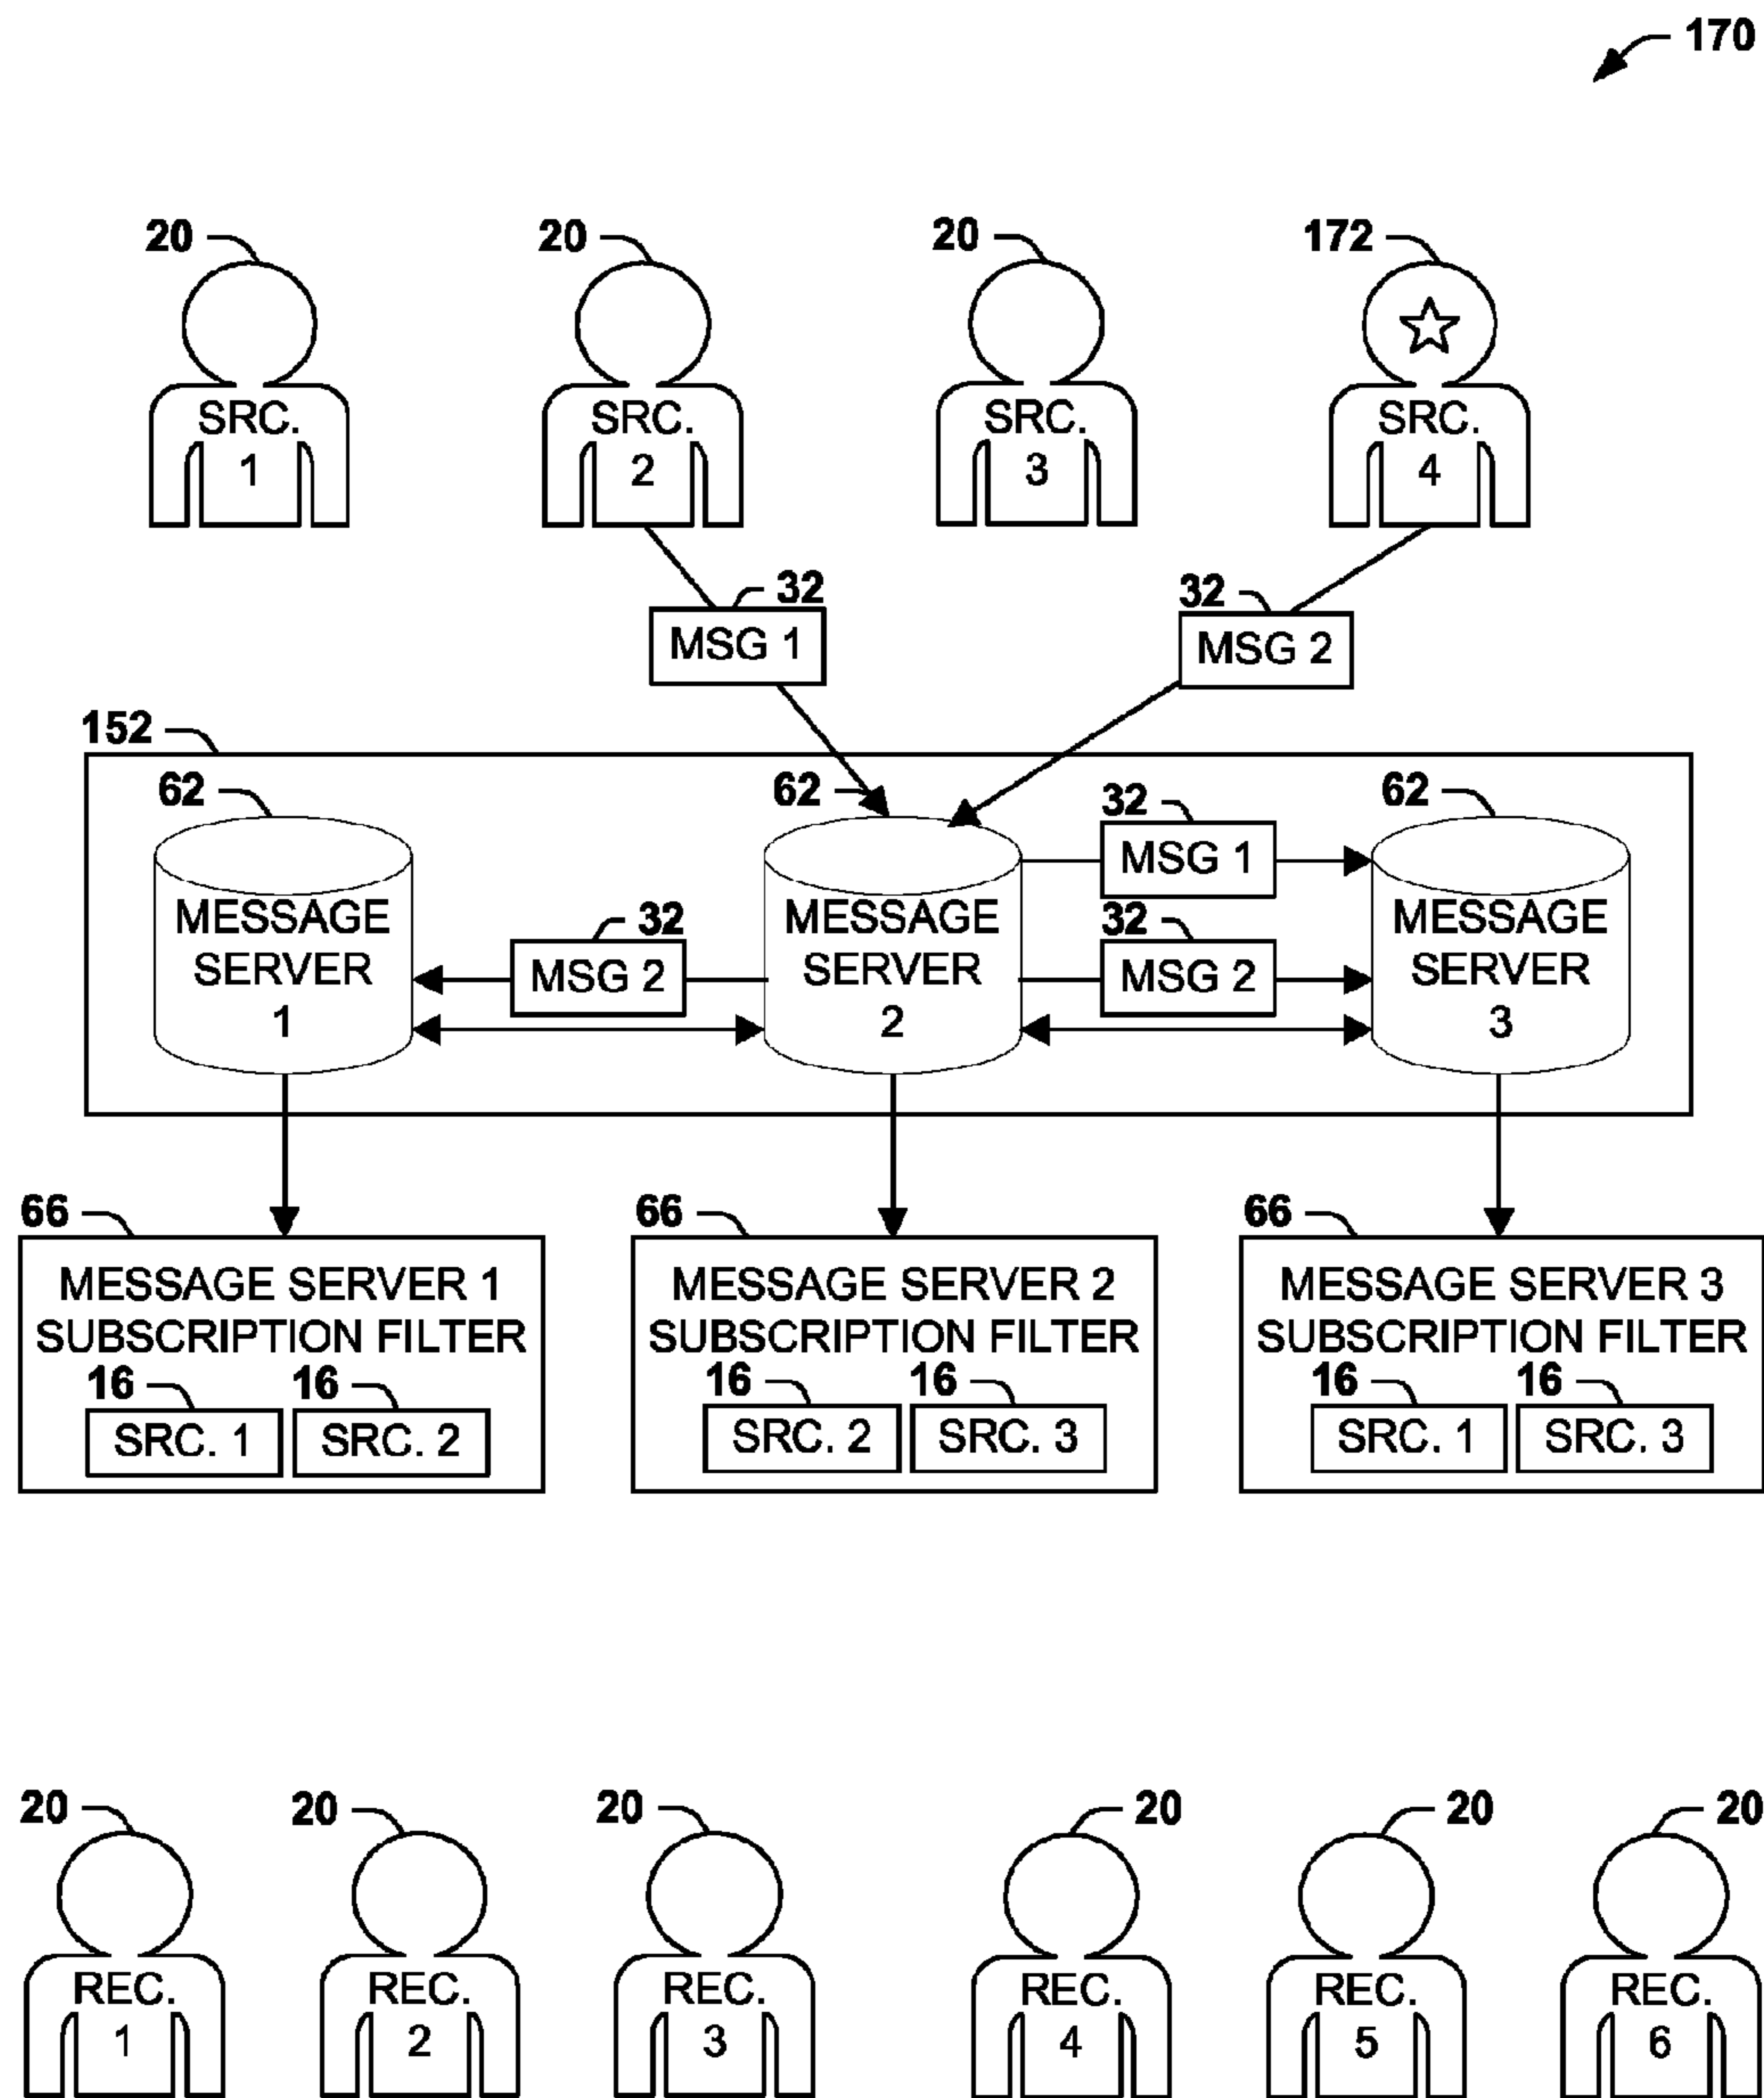 170
20
20
20
172
SRC.
1
SRC.
2
SRC.
3
SRC.
4
32
MSG 1
32
MSG 2
152
62
62
32
62
MSG 1
MESSAGE
SERVER
1
32
MSG 2
MESSAGE
SERVER
2
32
MSG 2
MESSAGE
SERVER
3
66
MESSAGE SERVER 1
SUBSCRIPTION FILTER
16
16
SRC. 1
SRC. 2
66
MESSAGE SERVER 2
SUBSCRIPTION FILTER
16
16
SRC. 2
SRC. 3
66
MESSAGE SERVER 3
SUBSCRIPTION FILTER
16
16
SRC. 1
SRC. 3
20
20
20
20
20
20
REC.
1
REC.
2
REC.
3
REC.
4
REC.
5
REC.
6